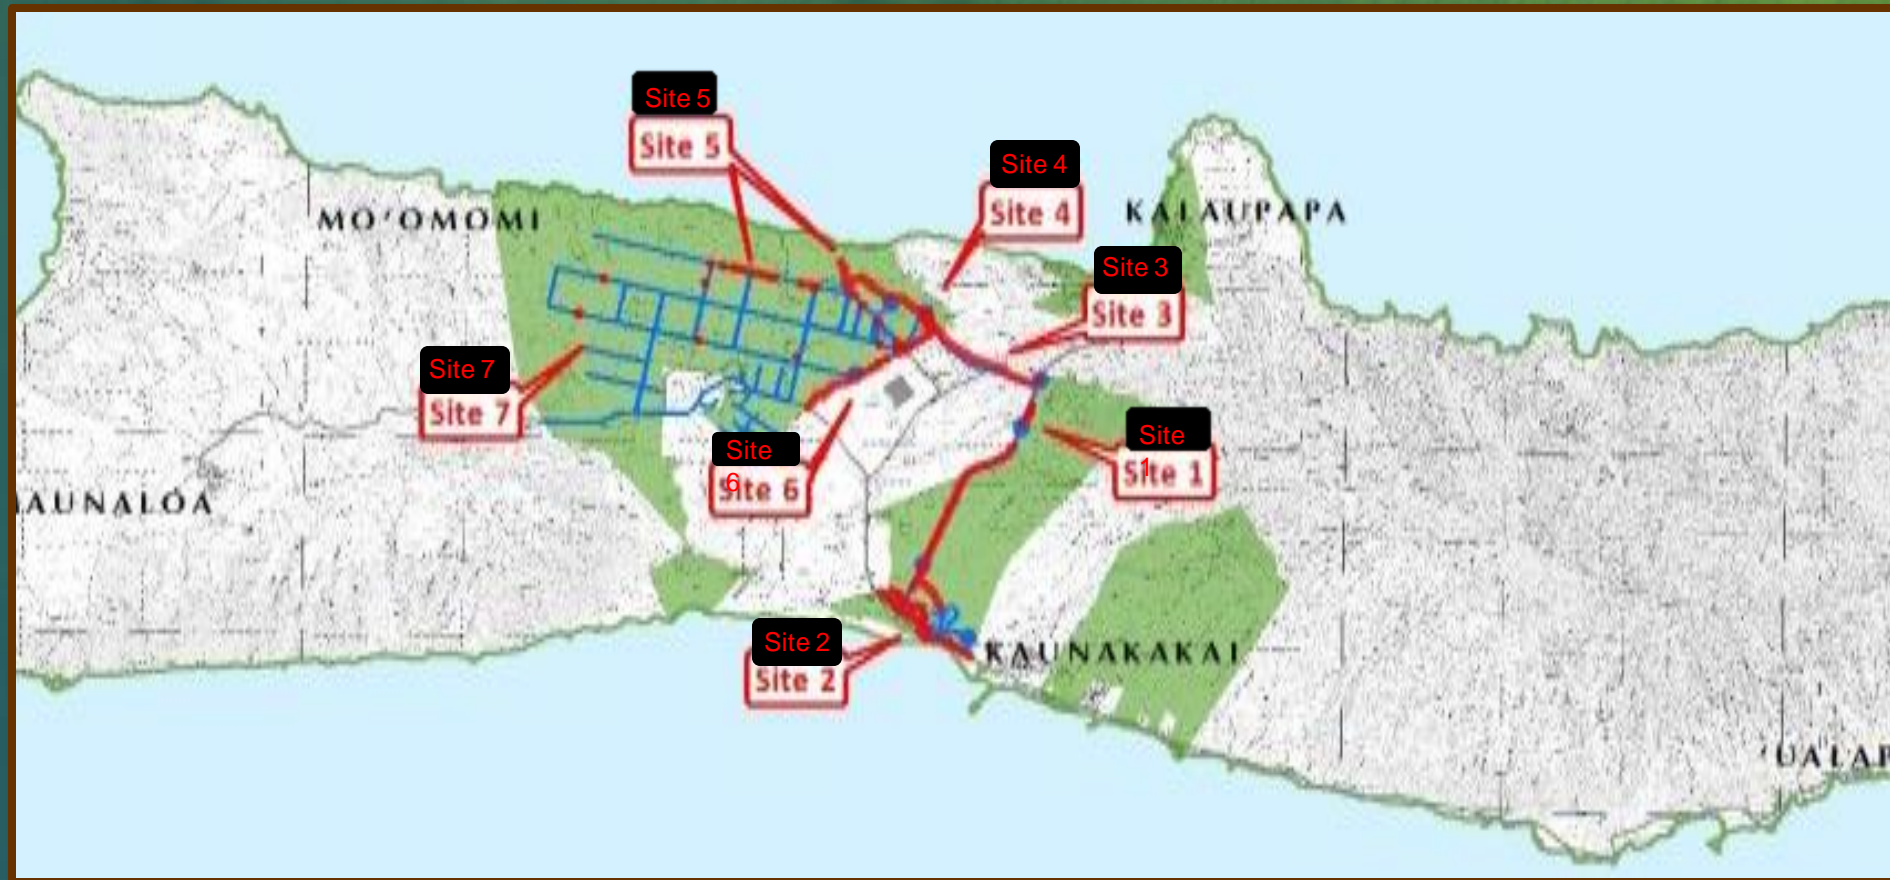 Site 5
Site 5
Site 4
Site 4
KALAUPAPA
MO'OMOMI
Site 3
Site 3
Site 7
Site 7
Site
1
Site 1
Site
6
Site 6
AUNALOA
Site 2
Site 2
KAUNAKAKAI
'UALAP